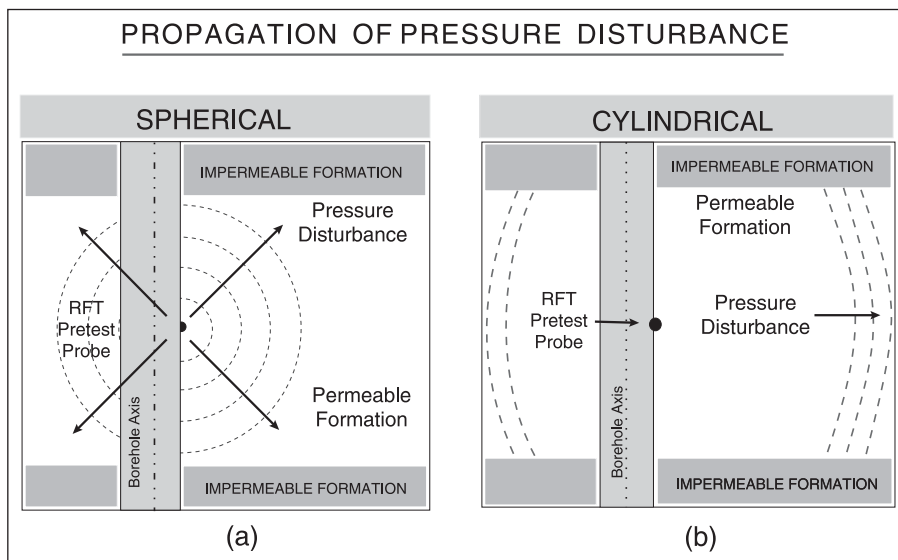 PROPAGATION OF PRESSURE DISTURBANCE
SPHERICAL
IMPERMEABLE FORMATION
Pressure
Disturbance
RFT
Pretest
Probe
Permeable
Formation
Borehole Axis
IMPERMEABLE FORMATION
(a)
CYLINDRICAL
IMPERMEABLE FORMATION
Permeable
Formation
RFT
Pretest
Probe
Pressure
Disturbance
Borehole Axis
IMPERMEABLE FORMATION
(b)